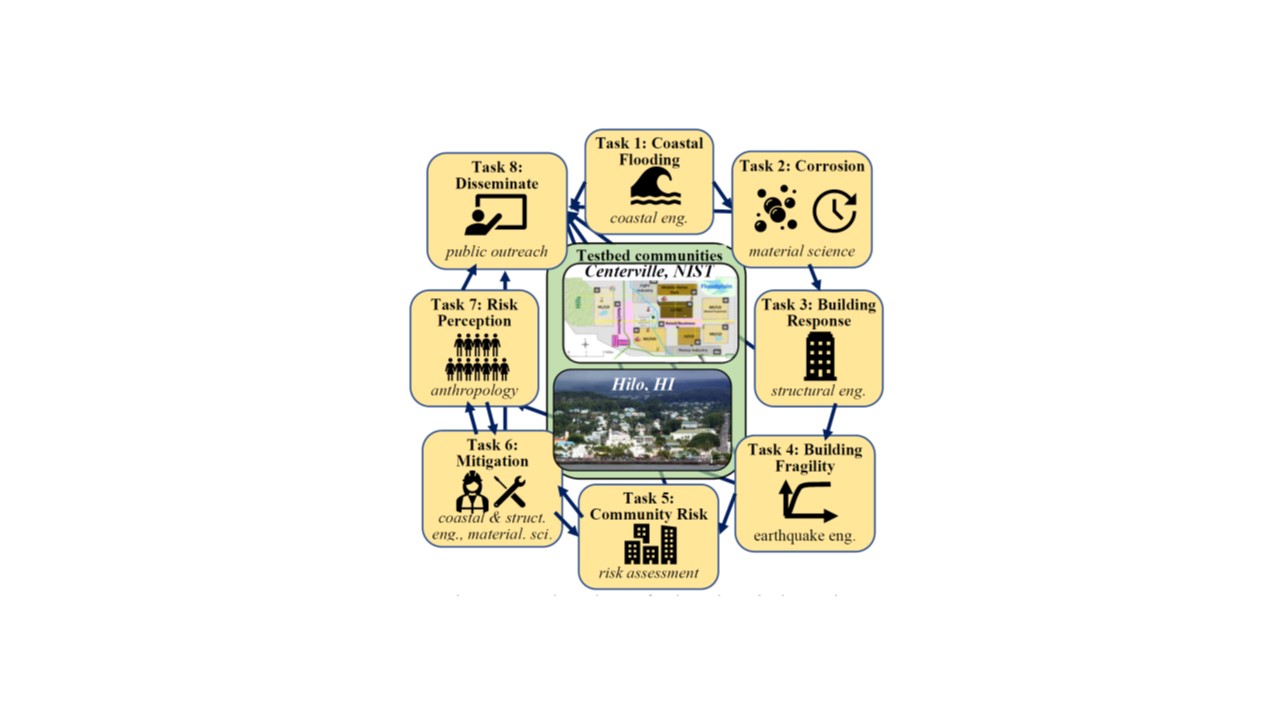 Task 1: Coastal
Flooding
coastal eng.
Task 2: Corrosion
material science
Task 3: Building
Response
structural eng.
Task 4: Building
Fragility
earthquake eng.
Task 5:
Community Risk
risk assessment
Task 6:
Mitigation
coastal & struct.
eng., material. sci.
Task 7: Risk
Perception
anthropology
Task 8:
Disseminate
public outreach
Testbed communities
Centerville, NIST
Hills
Floodplain
Hilo, HI